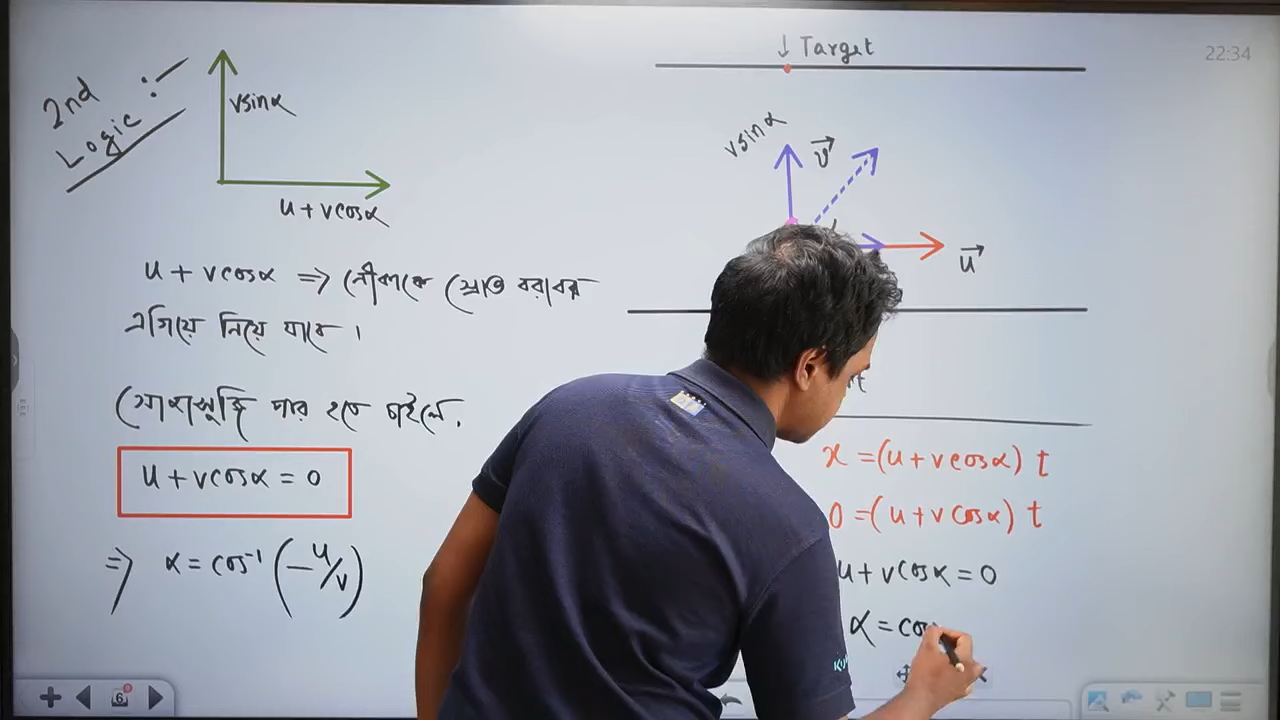 2nd
Logic :-
vsinα
u + vcosα
u + vcosα => নৌকাকে স্রোত বরাবর
এগিয়ে নিয়ে যাবে।
সোজাসুজি পার হতে চাইলে,
u + vcosα = 0
=> α = cos⁻¹ (-u/v)
↓ Target
22:34
vsinα
v⃗
u⃗
x = (u + vcosα) t
0 = (u + vcosα) t
u + vcosα = 0
α = cos
6